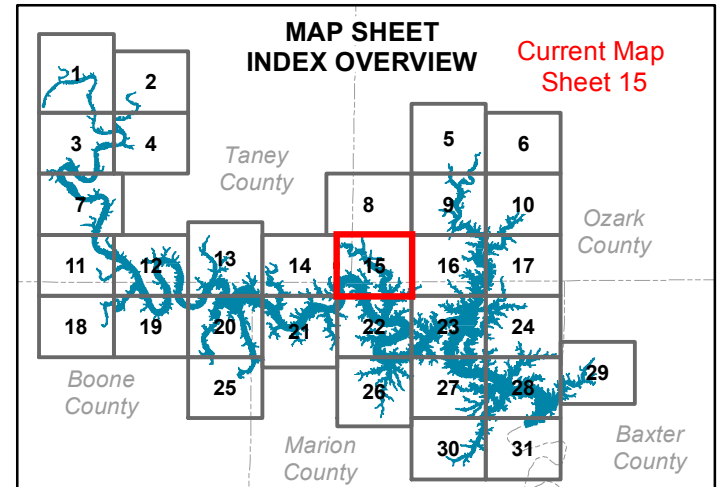 MAP SHEET
INDEX OVERVIEW
Current Map
Sheet 15
1
2
3
4
Taney
County
5
6
7
8
9
10
Ozark
County
11
12
13
14
15
16
17
18
19
20
21
22
23
24
25
26
27
28
29
30
31
Boone
County
Marion
County
Baxter
County